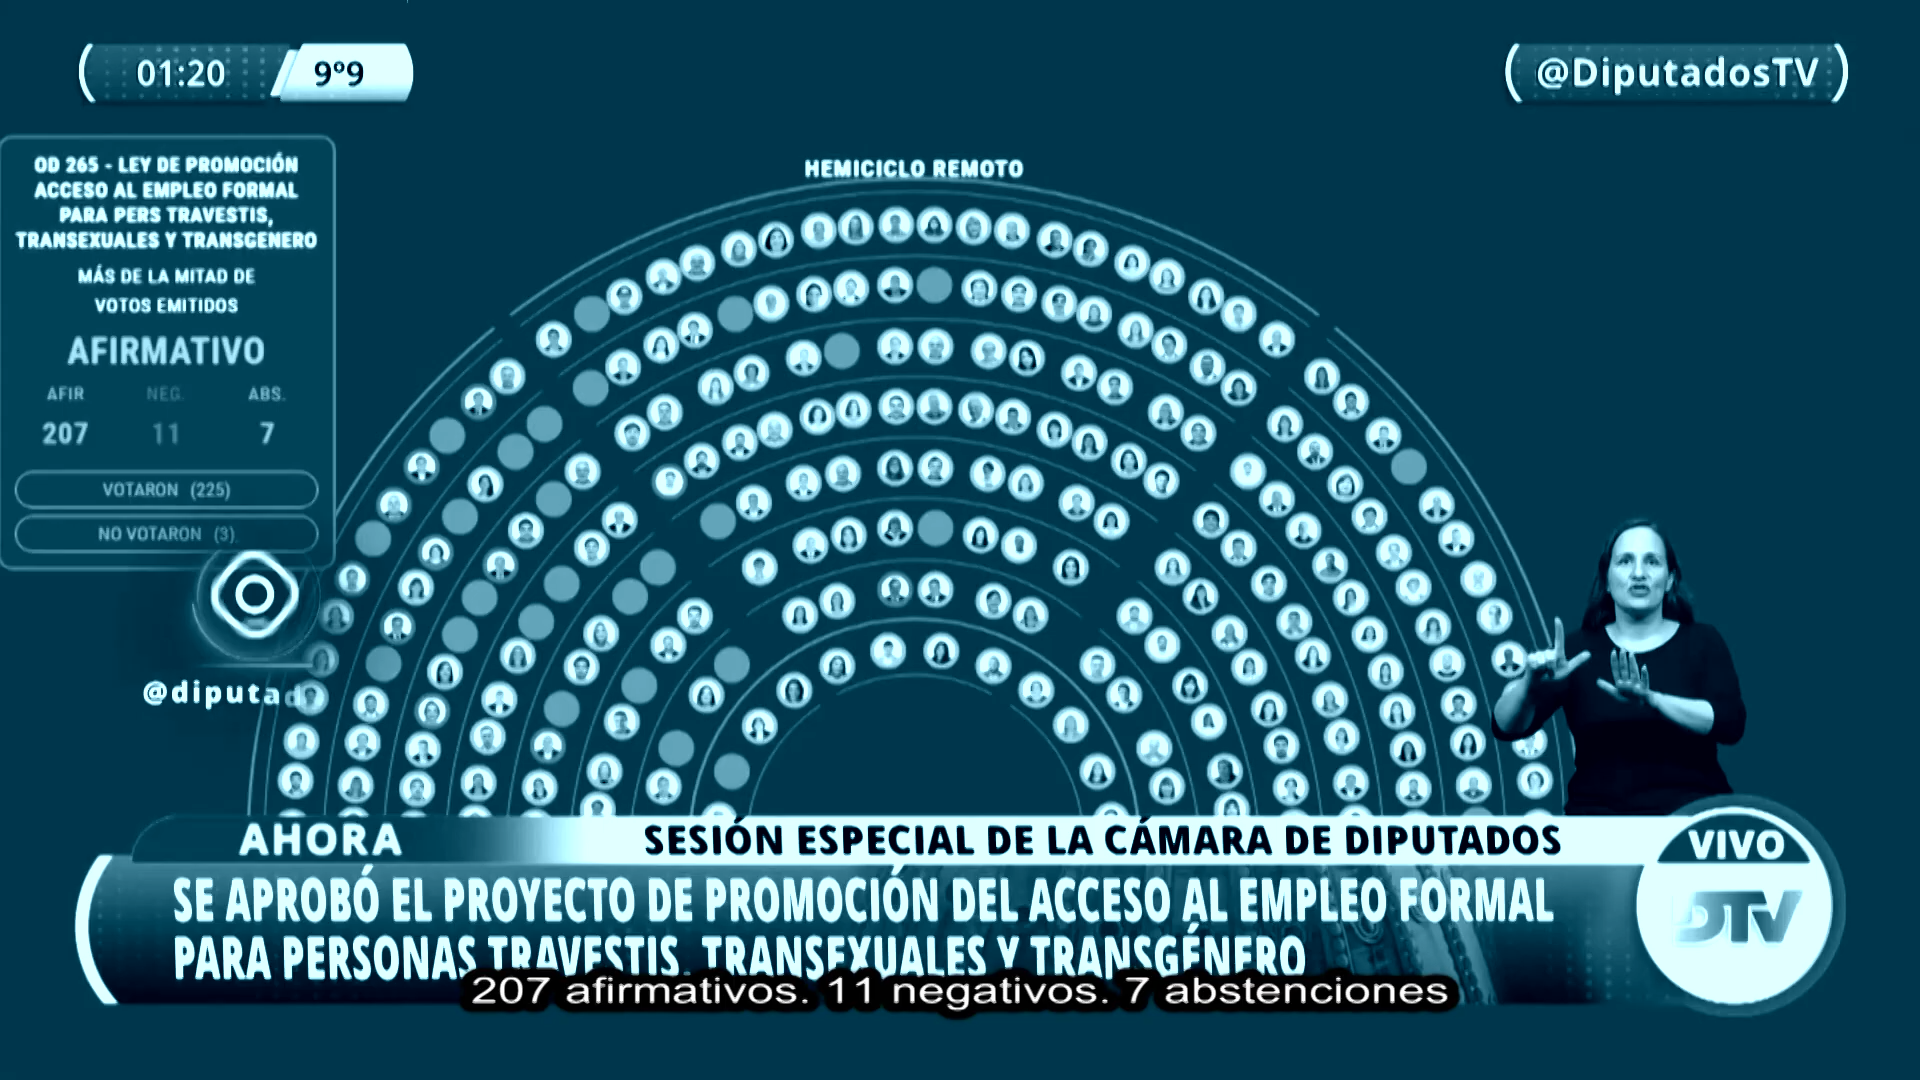 01:20
9º9
@DiputadosTV
OD 265 - LEY DE PROMOCIÓN
ACCESO AL EMPLEO FORMAL
PARA PERS TRAVESTIS,
TRANSEXUALES Y TRANSGENERO
MÁS DE LA MITAD DE
VOTOS EMITIDOS
AFIRMATIVO
AFIR NEG. ABS.
207 11 7
VOTARON (225)
NO VOTARON (3)
HEMICICLO REMOTO
@diputad
AHORA
SESIÓN ESPECIAL DE LA CÁMARA DE DIPUTADOS
VIVO
DTV
SE APROBÓ EL PROYECTO DE PROMOCIÓN DEL ACCESO AL EMPLEO FORMAL
PARA PERSONAS TRAVESTIS, TRANSEXUALES Y TRANSGÉNERO
207 afirmativos. 11 negativos. 7 abstenciones